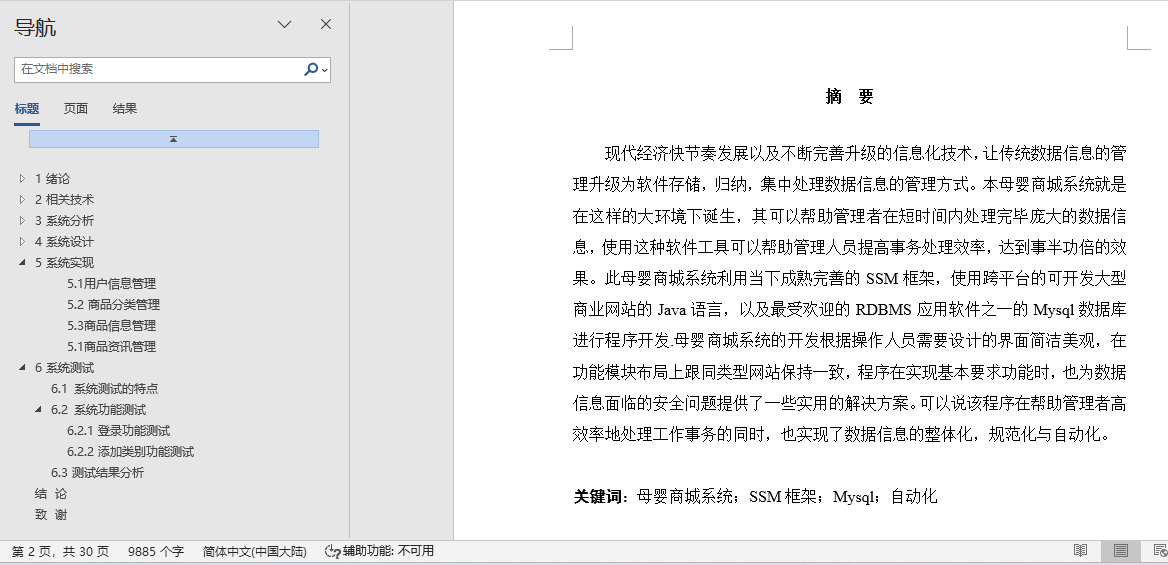 导航
在文档中搜索
标题 页面 结果
1 绪论
2 相关技术
3 系统分析
4 系统设计
5 系统实现
5.1用户信息管理
5.2 商品分类管理
5.3商品信息管理
5.1商品资讯管理
6 系统测试
6.1 系统测试的特点
6.2 系统功能测试
6.2.1 登录功能测试
6.2.2 添加类别功能测试
6.3 测试结果分析
结 论
致 谢
摘 要
现代经济快节奏发展以及不断完善升级的信息化技术，让传统数据信息的管
理升级为软件存储，归纳，集中处理数据信息的管理方式。本母婴商城系统就是
在这样的大环境下诞生，其可以帮助管理者在短时间内处理完毕庞大的数据信
息，使用这种软件工具可以帮助管理人员提高事务处理效率，达到事半功倍的效
果。此母婴商城系统利用当下成熟完善的 SSM 框架，使用跨平台的可开发大型
商业网站的 Java 语言，以及最受欢迎的 RDBMS 应用软件之一的 Mysql 数据库
进行程序开发.母婴商城系统的开发根据操作人员需要设计的界面简洁美观，在
功能模块布局上跟同类型网站保持一致，程序在实现基本要求功能时，也为数据
信息面临的安全问题提供了一些实用的解决方案。可以说该程序在帮助管理者高
效率地处理工作事务的同时，也实现了数据信息的整体化，规范化与自动化。
关键词：母婴商城系统；SSM 框架；Mysql；自动化
第 2 页，共 30 页 9885 个字 简体中文(中国大陆) 辅助功能: 不可用